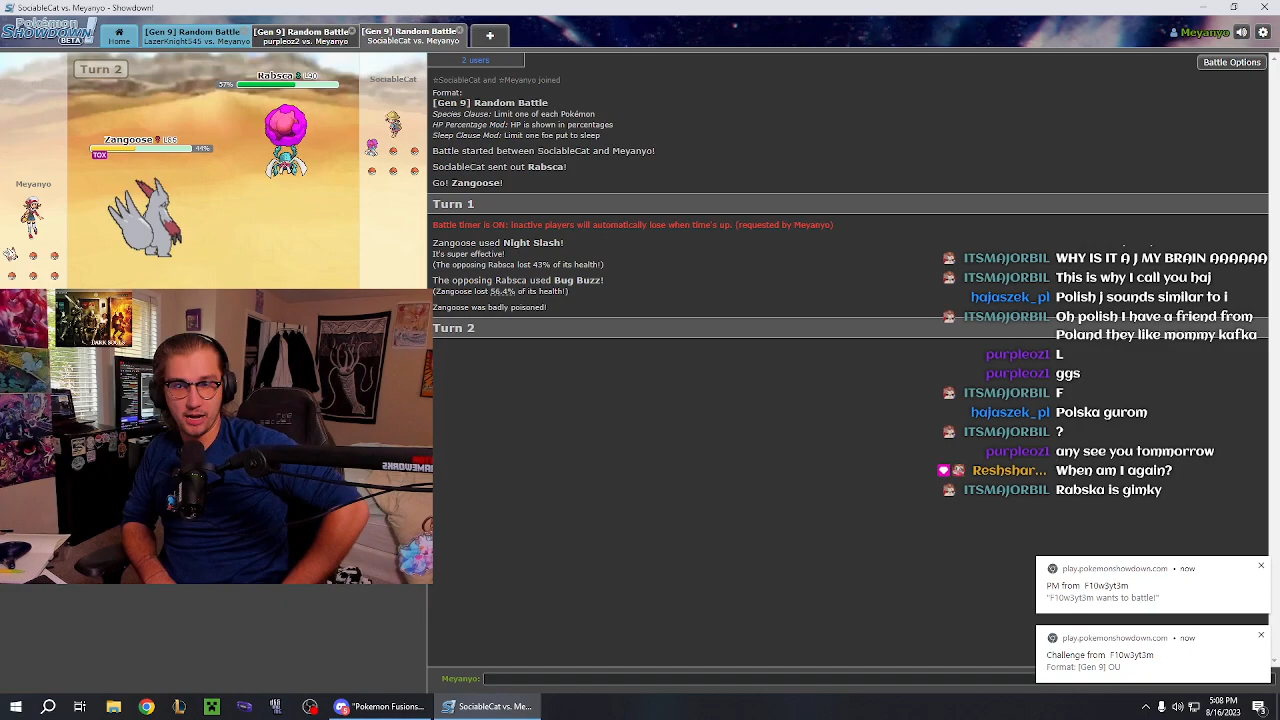 SociableCat vs. Meyanyo - Showdown!
Pokémon
SHOWDOWN
BETA
Home
[Gen 9] Random Battle
LazerKnight545 vs. Meyanyo
[Gen 9] Random Battle
purpleoz2 vs. Meyanyo
[Gen 9] Random Battle
SociableCat vs. Meyanyo
Meyanyo
Turn 2
Rabsca
57%
SociableCat
Zangoose
TOX
44%
Meyanyo
2 users
Battle Options
☆SociableCat and ☆Meyanyo joined
Format:
[Gen 9] Random Battle
Species Clause: Limit one of each Pokémon
HP Percentage Mod: HP is shown in percentages
Sleep Clause Mod: Limit one foe put to sleep
Battle started between SociableCat and Meyanyo!
SociableCat sent out Rabsca!
Go! Zangoose!
Turn 1
Battle timer is ON: inactive players will automatically lose when time's up. (requested by Meyanyo)
Zangoose used Night Slash!
It's super effective!
(The opposing Rabsca lost 43% of its health!)
The opposing Rabsca used Bug Buzz!
(Zangoose lost 56.4% of its health!)
Zangoose was badly poisoned!
Turn 2
ITSMAJORBIL WHY IS IT A J MY BRAIN AAAAAA
ITSMAJORBIL This is why I call you haj
hajaszek_pl Polish j sounds similar to i
ITSMAJORBIL Oh polish I have a friend from
Poland they like mommy kafka
purpleoz1 L
purpleoz1 ggs
ITSMAJORBIL F
hajaszek_pl Polska gurom
ITSMAJORBIL ?
purpleoz1 any see you tommorrow
Reshshar... When am I again?
ITSMAJORBIL Rabska is gimky
DARK SOULS
play.pokemonshowdown.com • now
PM from F10w3yt3m
"F10w3yt3m wants to battle!"
play.pokemonshowdown.com • now
Challenge from F10w3yt3m
Format: [Gen 9] OU
Meyanyo:
"Pokemon Fusions...
SociableCat vs. Me...
5:08 PM
8/16/2023